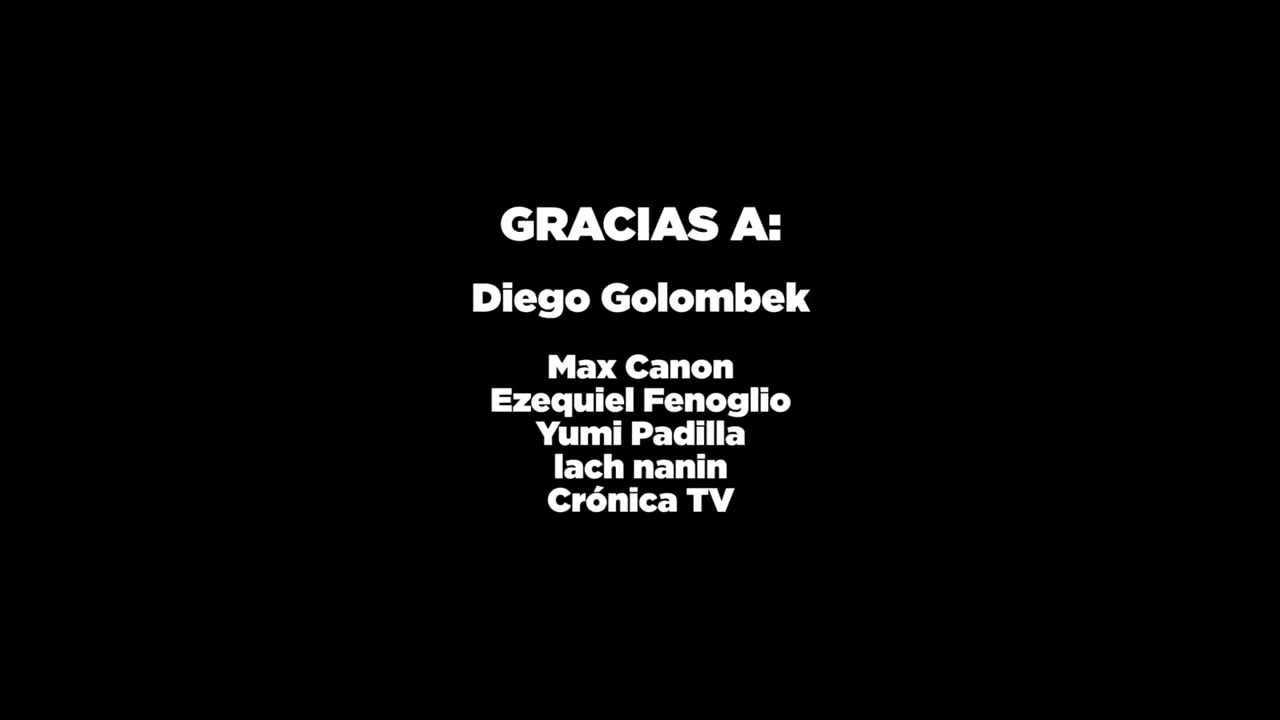 GRACIAS A:
Diego Golombek
Max Canon
Ezequiel Fenoglio
Yumi Padilla
lach nanin
Crónica TV